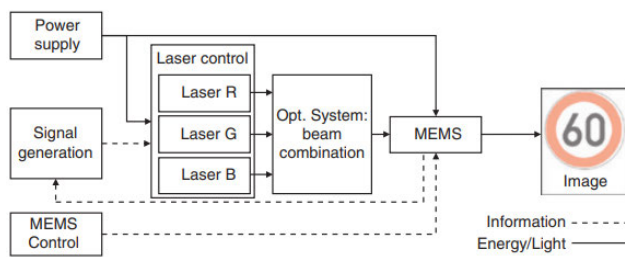 Power
supply
Laser control
Laser R
Laser G
Laser B
Signal
generation
Opt. System:
beam
combination
MEMS
60
Image
MEMS
Control
Information
Energy/Light